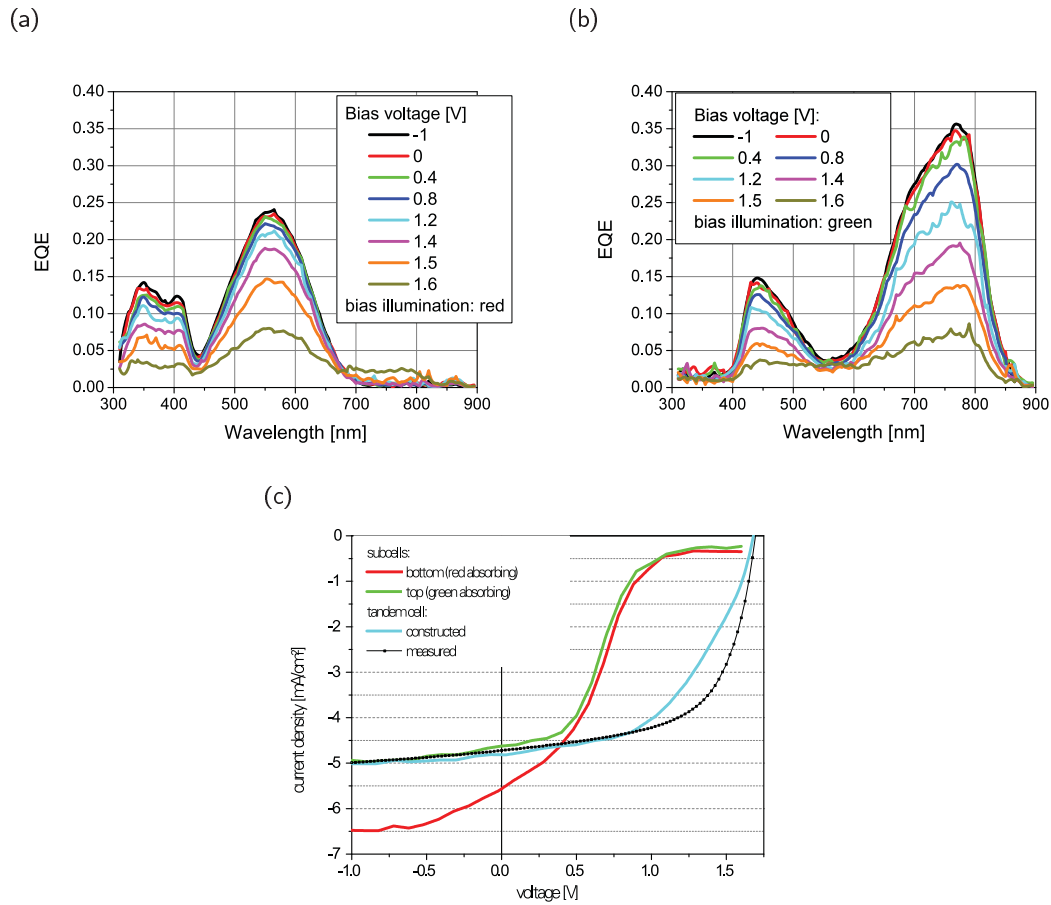 (a)
0.40
0.35
0.30
0.25
0.20
0.15
0.10
0.05
0.00
EQE
300 400 500 600 700 800 900
Wavelength [nm]
Bias voltage [V]
-1
0
0.4
0.8
1.2
1.4
1.5
1.6
bias illumination: red
(b)
0.40
0.35
0.30
0.25
0.20
0.15
0.10
0.05
0.00
EQE
300 400 500 600 700 800 900
Wavelength [nm]
Bias voltage [V]:
-1 0
0.4 0.8
1.2 1.4
1.5 1.6
bias illumination: green
(c)
0
-1
-2
-3
-4
-5
-6
-7
current density [mA/cm²]
-1.0 -0.5 0.0 0.5 1.0 1.5
voltage [V]
subcells:
bottom (red absorbing)
top (green absorbing)
tandem cell:
constructed
measured